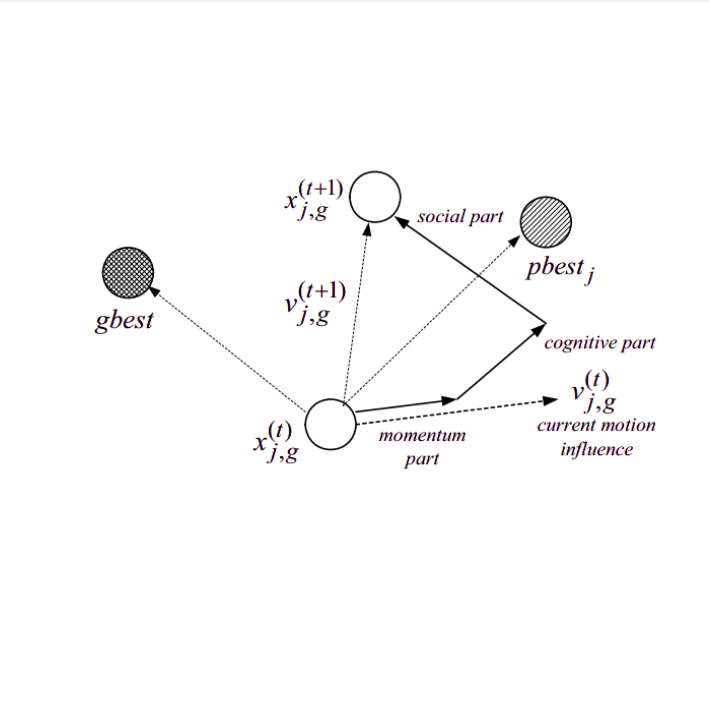 x_{j,g}^{(t+1)}
social part
pbest_j
v_{j,g}^{(t+1)}
gbest
cognitive part
v_{j,g}^{(t)}
current motion
influence
x_{j,g}^{(t)}
momentum
part